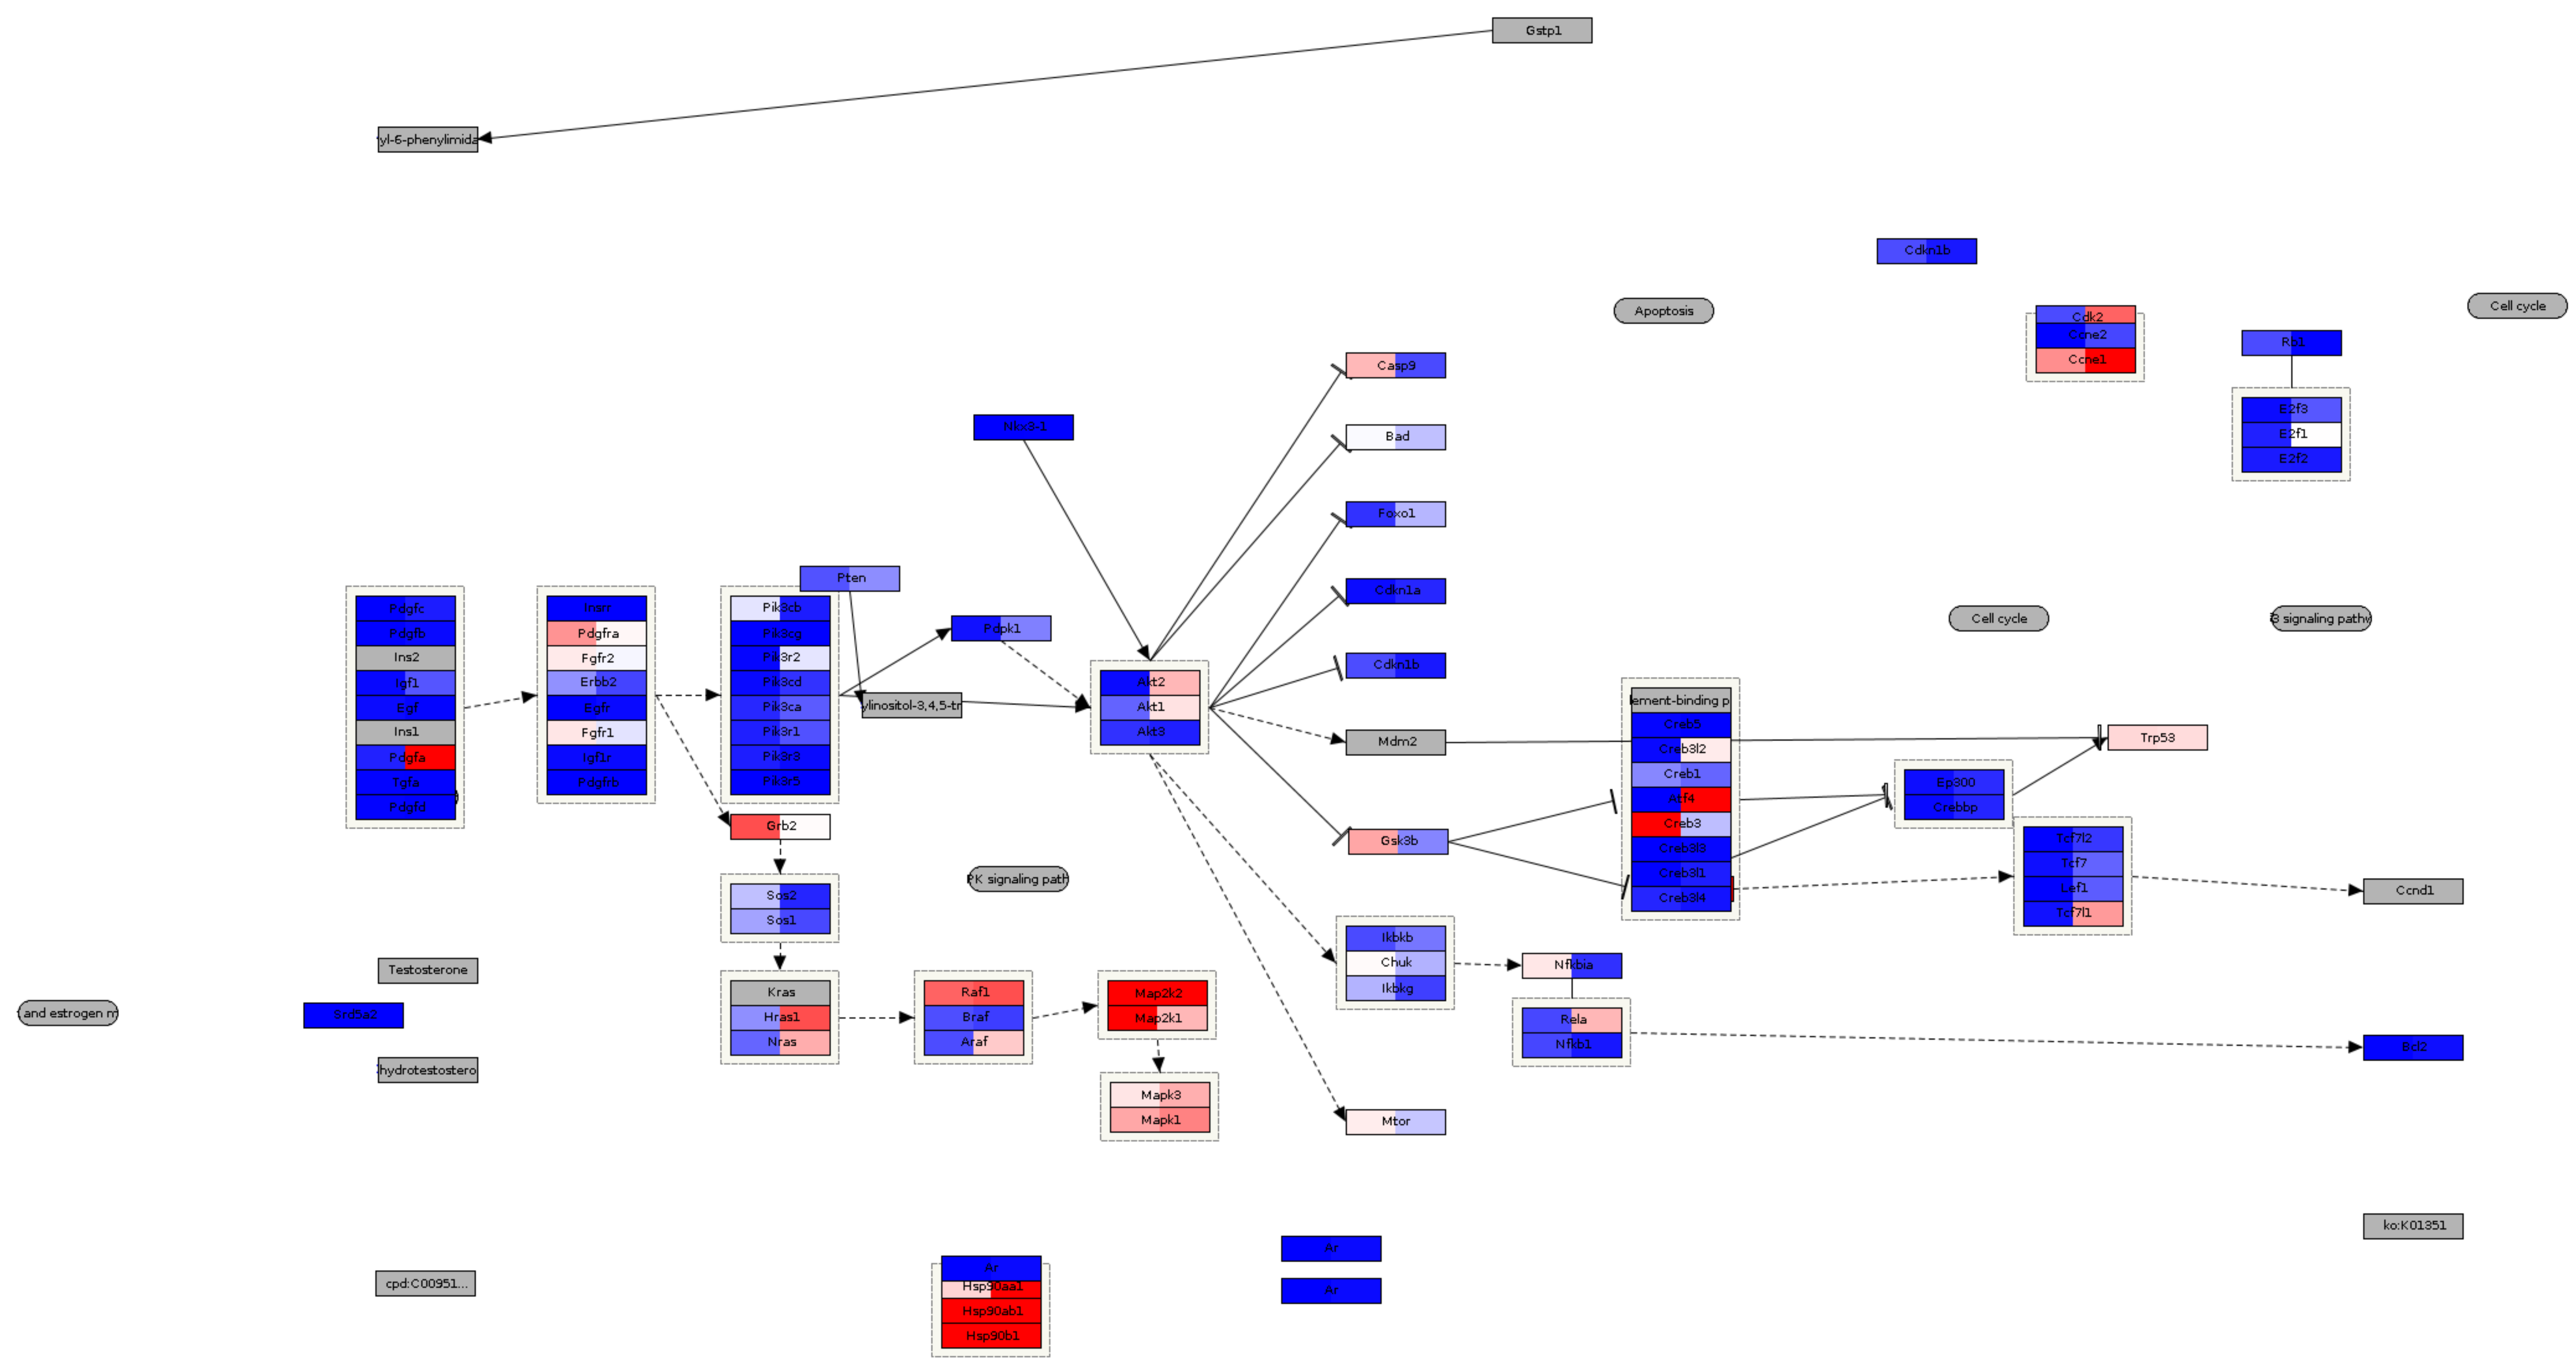 Gstp1
yl-6-phenylimida
Cdkn1b
Apoptosis
Cell cycle
Cdk2
Ccne2
Ccne1
Rb1
E2f3
E2f1
E2f2
Casp9
Nkx3-1
Bad
Foxo1
Pten
Cdkn1a
Pdgfc
Pdgfb
Ins2
Igf1
Egf
Ins1
Pdgfa
Tgfa
Pdgfd
Insrr
Pdgfra
Fgfr2
Erbb2
Egfr
Fgfr1
Igf1r
Pdgfrb
Pik3cb
Pik3cg
Pik3r2
Pik3cd
Pik3ca
Pik3r1
Pik3r3
Pik3r5
Pdpk1
ylinositol-3,4,5-tr
Akt2
Akt1
Akt3
Cdkn1b
Mdm2
Gsk3b
Cell cycle
3 signaling pathw
lement-binding p
Creb5
Creb3l2
Creb1
Atf4
Creb3
Creb3l3
Creb3l1
Creb3l4
Trp53
Ep300
Crebbp
Tcf7l2
Tcf7
Lef1
Tcf7l1
Ccnd1
Grb2
Sos2
Sos1
PK signaling path
Kras
Hras1
Nras
Raf1
Braf
Araf
Map2k2
Map2k1
Mapk3
Mapk1
Ikbkb
Chuk
Ikbkg
Nfkbia
Rela
Nfkb1
Bcl2
Mtor
Testosterone
and estrogen m
Srd5a2
hydrotestostero
cpd:C00951...
Ar
Hsp90aa1
Hsp90ab1
Hsp90b1
Ar
Ar
ko:K01351